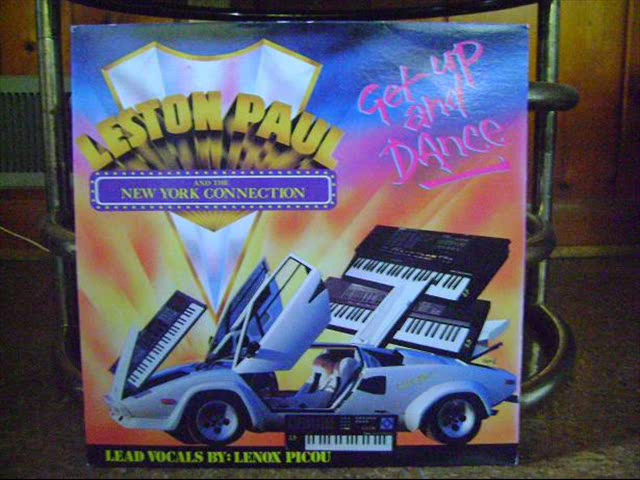 LESTON PAUL
AND THE
NEW YORK CONNECTION
Get up
and
DAnce
LEAD VOCALS BY: LENOX PICOU